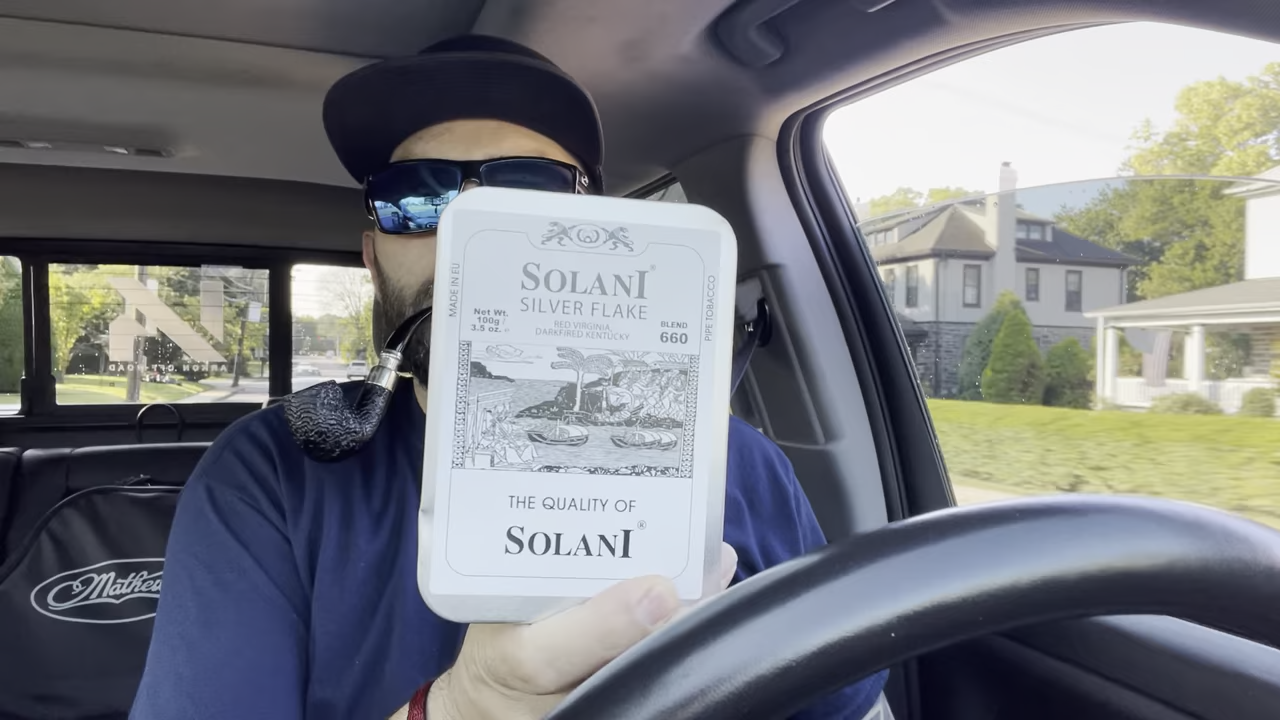 SOLANI®
SILVER FLAKE
RED VIRGINIA,
DARKFIRED KENTUCKY
MADE IN EU
Net Wt.
100g
3.5 oz.
BLEND
660
PIPE TOBACCO
THE QUALITY OF
SOLANI®
Mathew